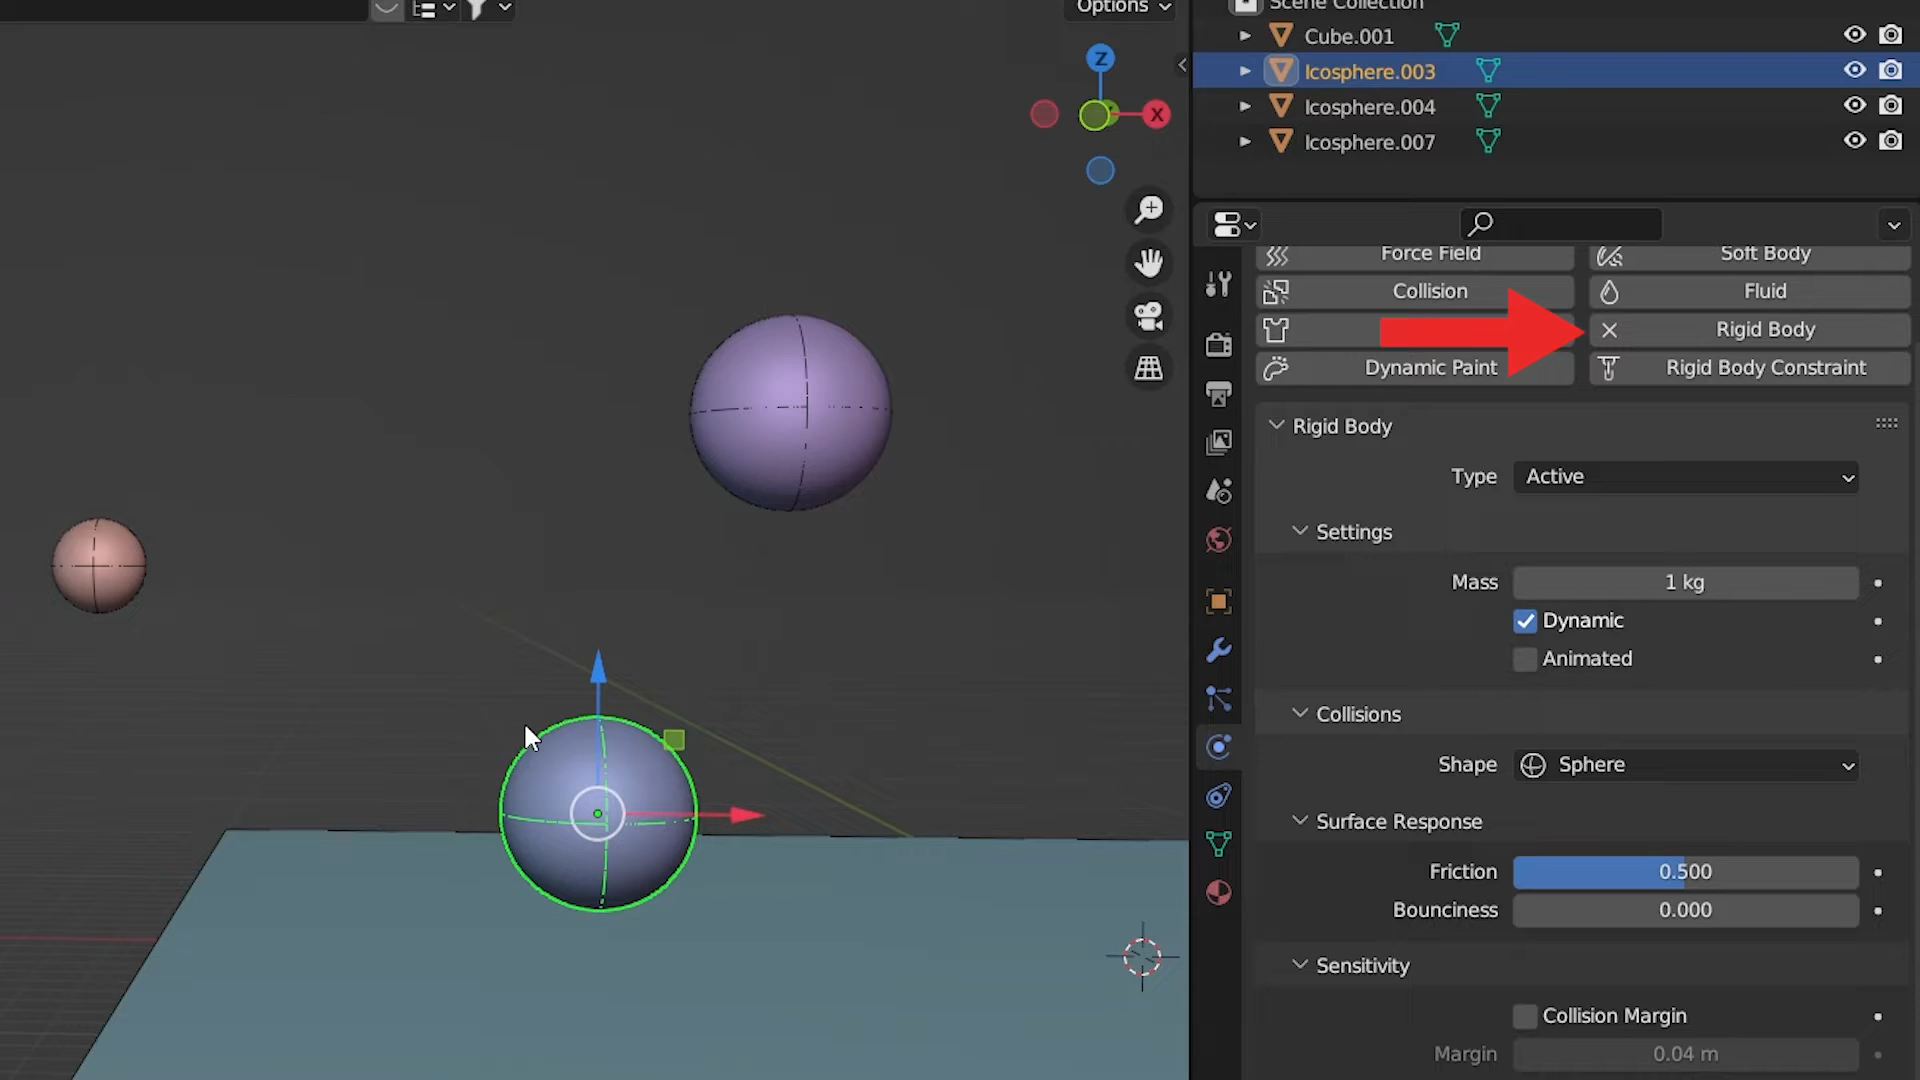 Options
Scene Collection
Cube.001
Icosphere.003
Icosphere.004
Icosphere.007
Z
X
Force Field
Soft Body
Collision
Fluid
Rigid Body
Dynamic Paint
Rigid Body Constraint
Rigid Body
Type
Active
Settings
Mass
1 kg
Dynamic
Animated
Collisions
Shape
Sphere
Surface Response
Friction
0.500
Bounciness
0.000
Sensitivity
Collision Margin
Margin
0.04 m